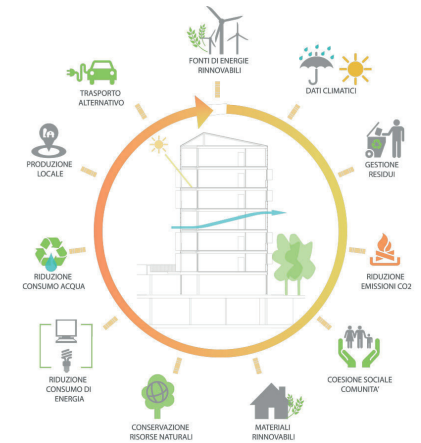 FONTI DI ENERGIE
RINNOVABILI
DATI CLIMATICI
GESTIONE
RESIDUI
RIDUZIONE
EMISSIONI CO2
COESIONE SOCIALE
COMUNITA'
MATERIALI
RINNOVABILI
CONSERVAZIONE
RISORSE NATURALI
RIDUZIONE
CONSUMO DI
ENERGIA
RIDUZIONE
CONSUMO ACQUA
PRODUZIONE
LOCALE
TRASPORTO
ALTERNATIVO